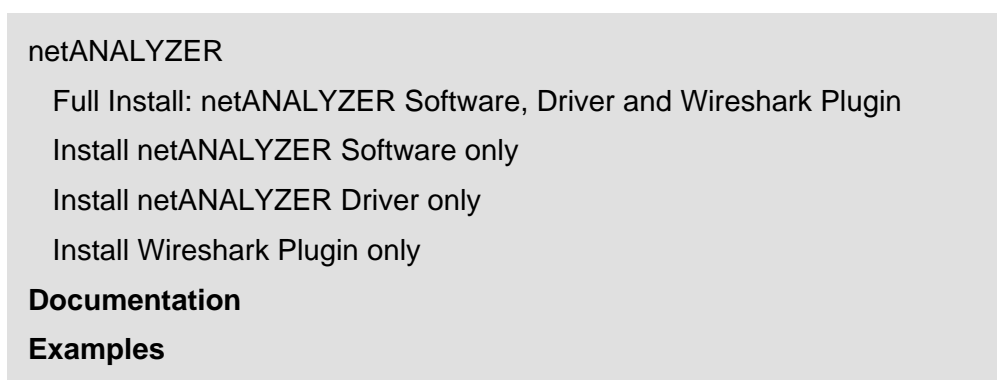 netANALYZER
Full Install: netANALYZER Software, Driver and Wireshark Plugin
Install netANALYZER Software only
Install netANALYZER Driver only
Install Wireshark Plugin only
Documentation
Examples